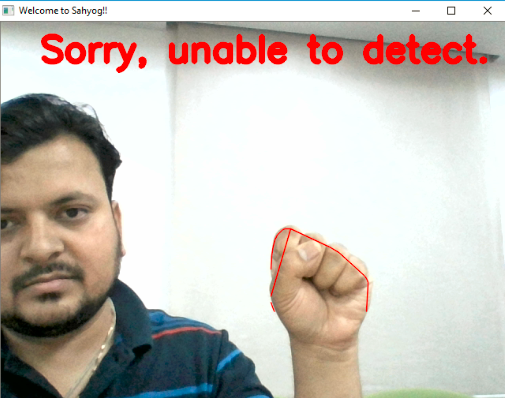 Welcome to Sahyog!!
Sorry, unable to detect.